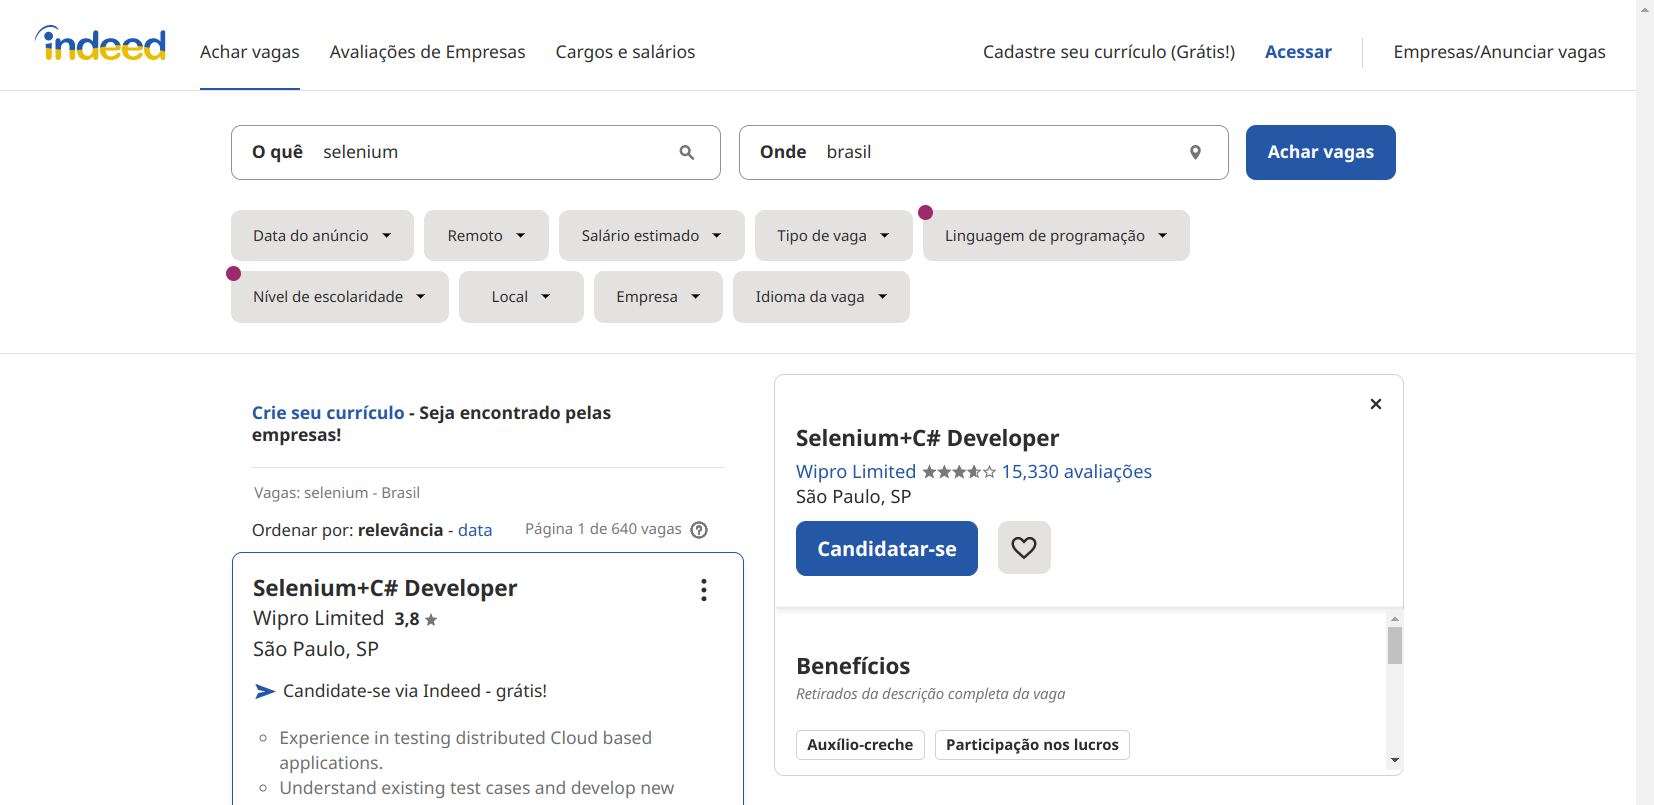 indeed
Achar vagas
Avaliações de Empresas
Cargos e salários
Cadastre seu currículo (Grátis!)
Acessar
Empresas/Anunciar vagas
O quê selenium
Onde brasil
Achar vagas
Data do anúncio
Remoto
Salário estimado
Tipo de vaga
Linguagem de programação
Nível de escolaridade
Local
Empresa
Idioma da vaga
Crie seu currículo - Seja encontrado pelas
empresas!
Vagas: selenium - Brasil
Ordenar por: relevância - data
Página 1 de 640 vagas
Selenium+C# Developer
Wipro Limited 3,8
São Paulo, SP
Candidate-se via Indeed - grátis!
Experience in testing distributed Cloud based
applications.
Understand existing test cases and develop new
Selenium+C# Developer
Wipro Limited 15,330 avaliações
São Paulo, SP
Candidatar-se
Benefícios
Retirados da descrição completa da vaga
Auxílio-creche
Participação nos lucros